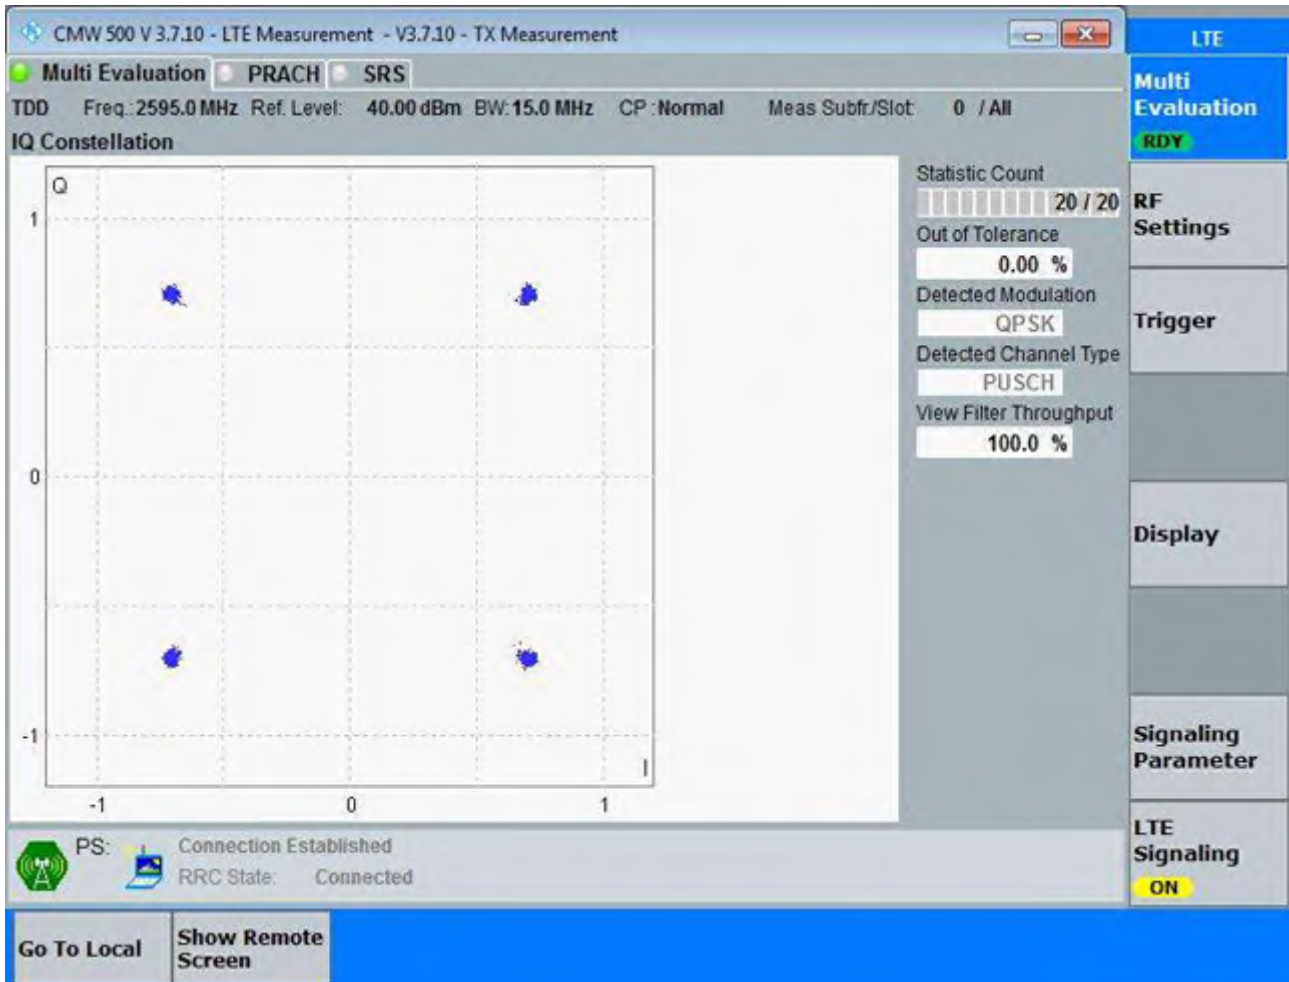 CMW 500 V 3.7.10 - LTE Measurement - V3.7.10 - TX Measurement
LTE
Multi Evaluation PRACH SRS
TDD Freq.: 2595.0 MHz Ref. Level: 40.00 dBm BW: 15.0 MHz CP : Normal Meas Subfr./Slot: 0 / All
IQ Constellation
Q
1
0
-1
I
-1 0 1
Statistic Count
20 / 20
Out of Tolerance
0.00 %
Detected Modulation
QPSK
Detected Channel Type
PUSCH
View Filter Throughput
100.0 %
Multi
Evaluation
RDY
RF
Settings
Trigger
Display
Signaling
Parameter
LTE
Signaling
ON
PS: Connection Established
RRC State: Connected
Go To Local
Show Remote
Screen